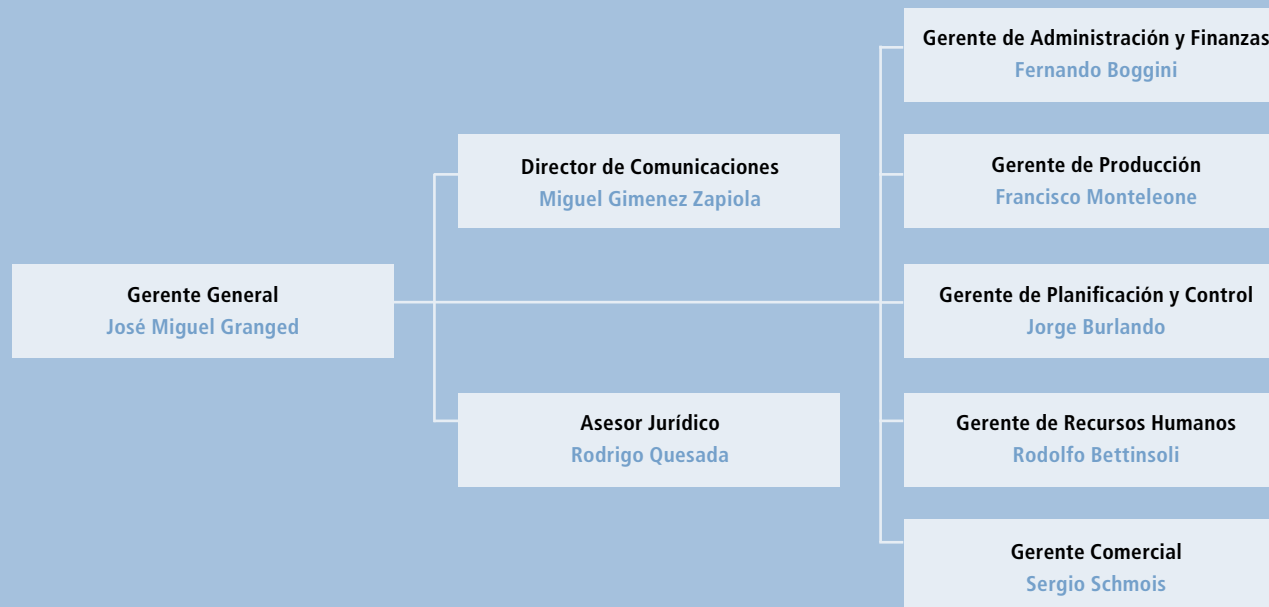 Gerente General
José Miguel Granged
Director de Comunicaciones
Miguel Gimenez Zapiola
Asesor Jurídico
Rodrigo Quesada
Gerente de Administración y Finanzas
Fernando Boggini
Gerente de Producción
Francisco Monteleone
Gerente de Planificación y Control
Jorge Burlando
Gerente de Recursos Humanos
Rodolfo Bettinsoli
Gerente Comercial
Sergio Schmois